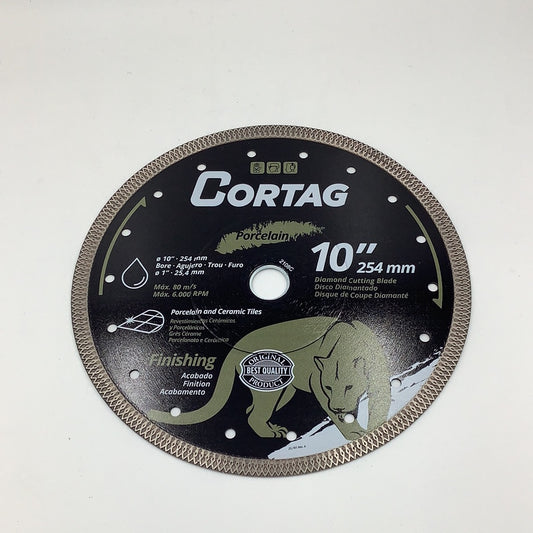 CORTAG
Porcelain
ø 10" · 254 mm
Bore · Agujero · Trou · Furo
ø 1" · 25,4 mm
Máx. 80 m/s
Máx. 6.000 RPM
10" 254 mm
Diamond Cutting Blade
Disco Diamantado
Disque de Coupe Diamanté
2108C
Porcelain and Ceramic Tiles
Revestimientos Cerámicos
y Porcelánicos
Grès Cérame
Porcelanato e Cerâmica
Finishing
Acabado
Finition
Acabamento
ORIGINAL
BEST QUALITY
PRODUCT